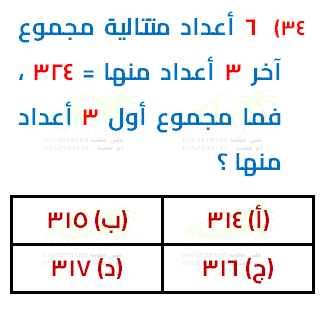 ٣٤) ٦ أعداد متتالية مجموع
آخر ٣ أعداد منها = ٣٢٤ ،
فما مجموع أول ٣ أعداد
منها ؟
(أ) ٣١٤ (ب) ٣١٥
(ج) ٣١٦ (د) ٣١٧